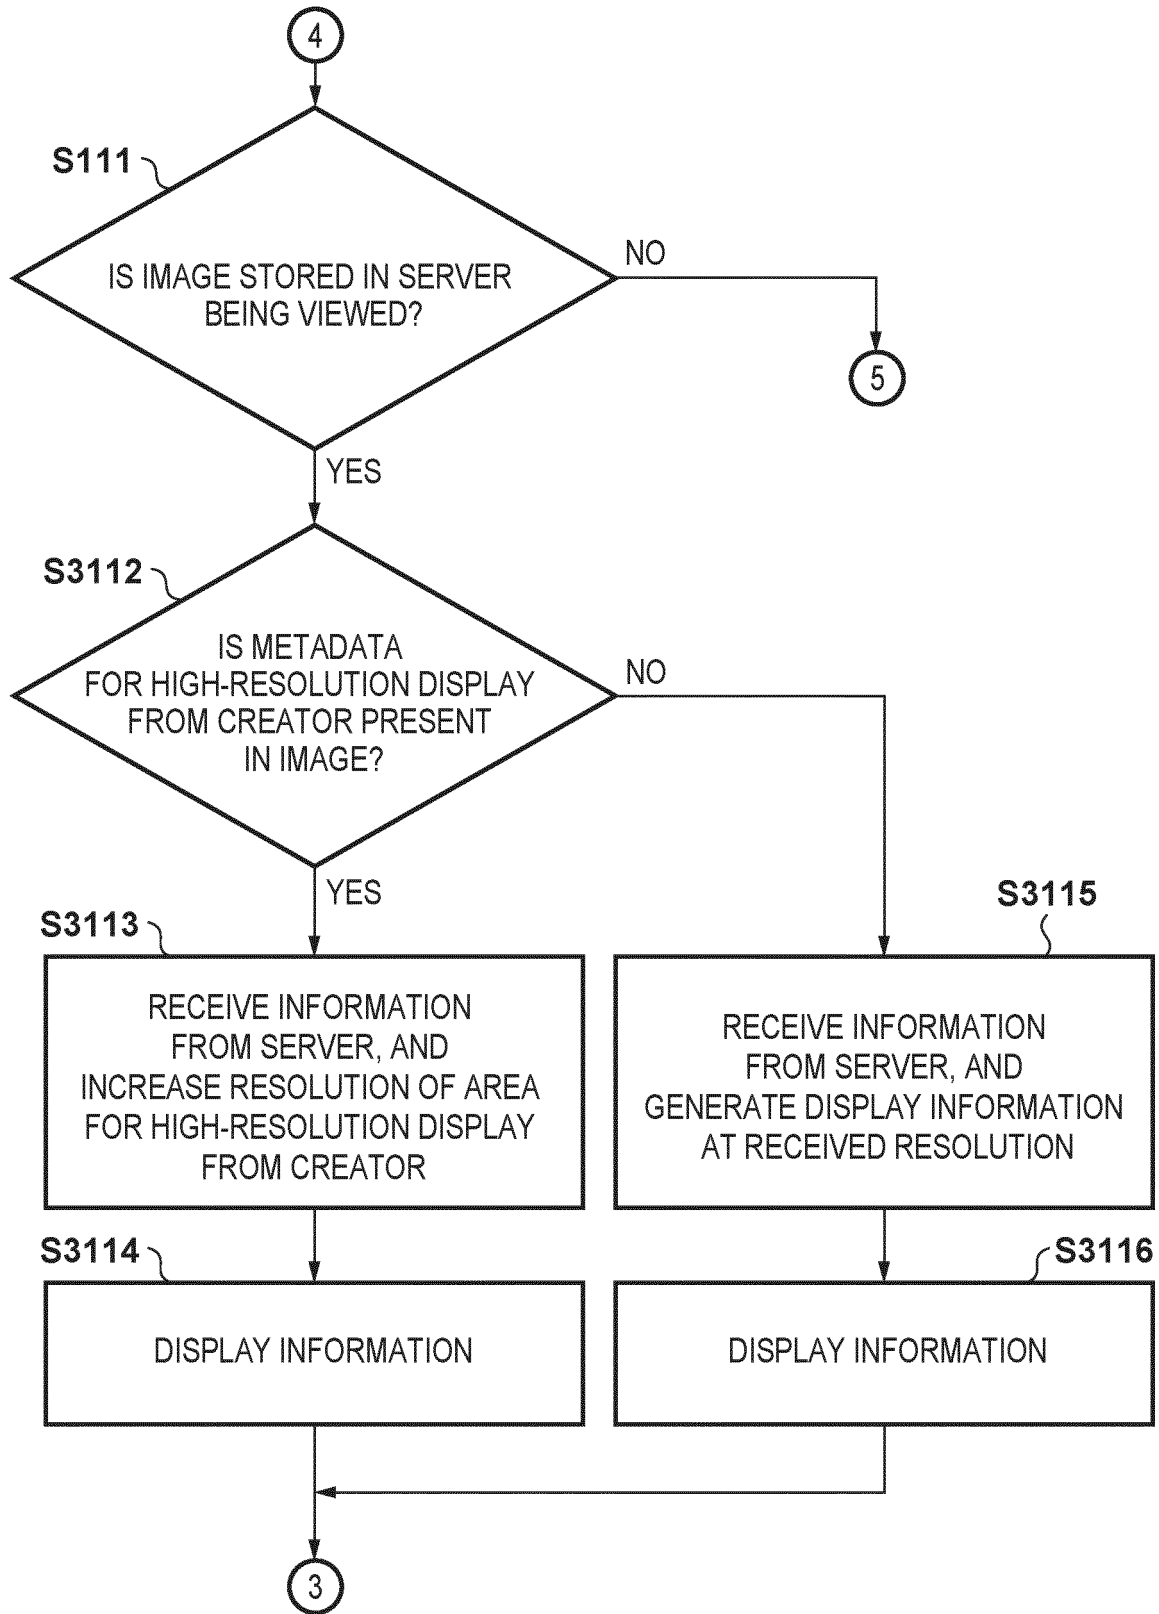 4
S111
IS IMAGE STORED IN SERVER
BEING VIEWED?
NO
5
YES
S3112
IS METADATA
FOR HIGH-RESOLUTION DISPLAY
FROM CREATOR PRESENT
IN IMAGE?
NO
YES
S3113
RECEIVE INFORMATION
FROM SERVER, AND
INCREASE RESOLUTION OF AREA
FOR HIGH-RESOLUTION DISPLAY
FROM CREATOR
S3115
RECEIVE INFORMATION
FROM SERVER, AND
GENERATE DISPLAY INFORMATION
AT RECEIVED RESOLUTION
S3114
DISPLAY INFORMATION
S3116
DISPLAY INFORMATION
3